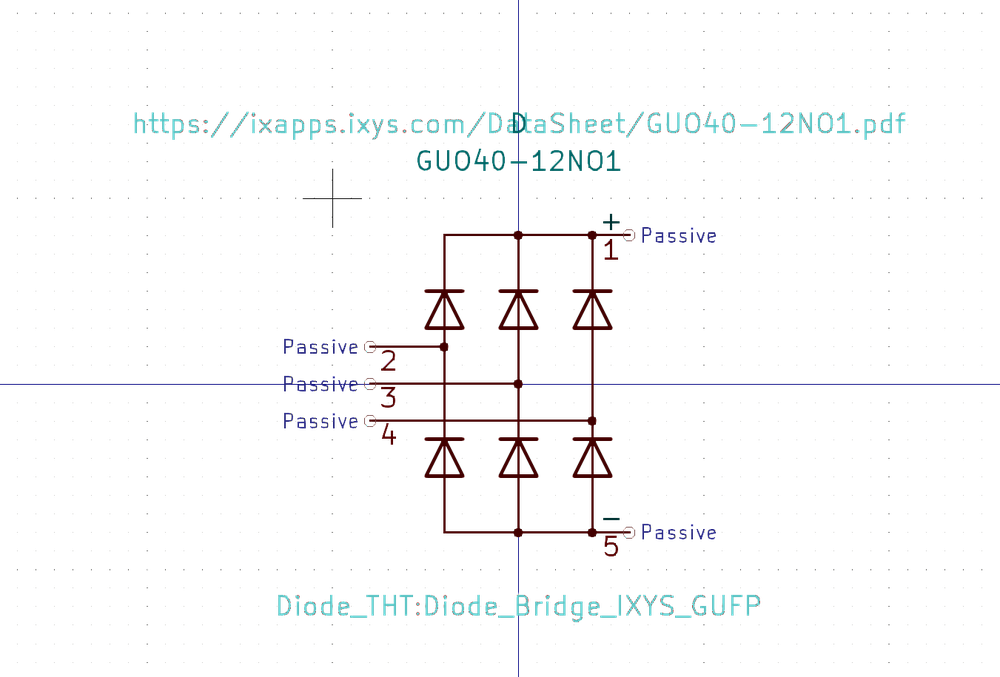 https://ixapps.ixys.com/DataSheet/GUO40-12NO1.pdf
D
GUO40-12NO1
+
1 Passive
Passive 2
Passive 3
Passive 4
−
5 Passive
Diode_THT:Diode_Bridge_IXYS_GUFP